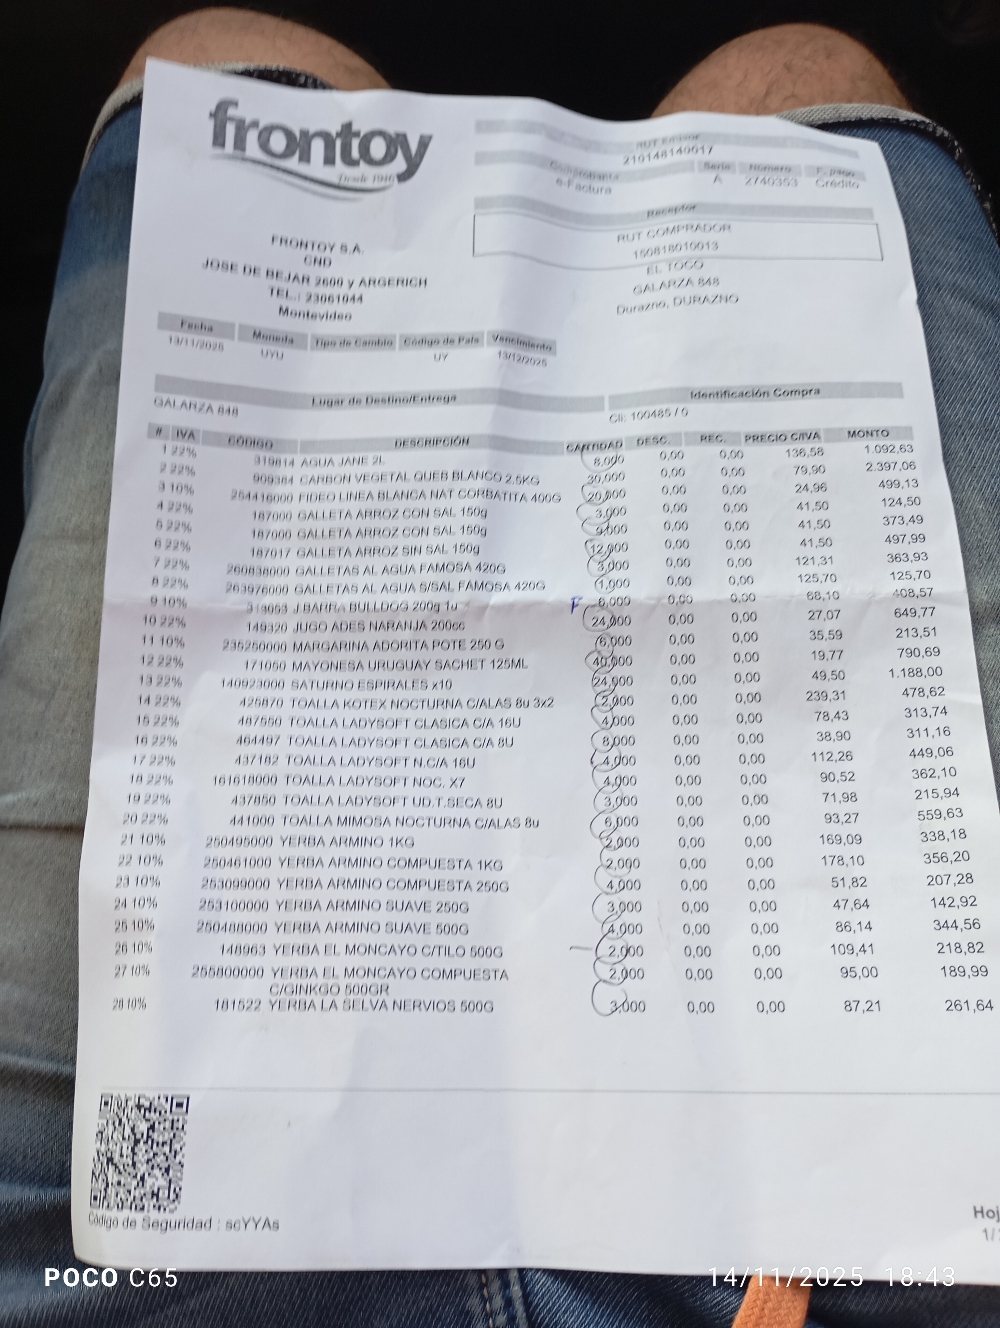 frontoy
Desde 1916
RUT Emisor
210148140017
Comprobante Serie Número F. Pago
e-Factura A 2740353 Crédito
Receptor
RUT COMPRADOR
150818010013
EL TOCO
GALARZA 848
Durazno, DURAZNO
FRONTOY S.A.
CND
JOSE DE BEJAR 2600 y ARGERICH
TEL.: 23061044
Montevideo
Fecha Moneda Tipo de Cambio Código de País Vencimiento
13/11/2025 UYU UY 13/12/2025
Lugar de Destino/Entrega Identificación Compra
GALARZA 848 Cli: 100485 / 0
# IVA CÓDIGO DESCRIPCIÓN CANTIDAD DESC. REC. PRECIO C/IVA MONTO
1 22% 319814 AGUA JANE 2L 8,000 0,00 0,00 136,58 1.092,63
2 22% 909384 CARBON VEGETAL QUEB BLANCO 2.5KG 30,000 0,00 0,00 79,90 2.397,06
3 10% 254416000 FIDEO LINEA BLANCA NAT CORBATITA 400G 20,000 0,00 0,00 24,96 499,13
4 22% 187000 GALLETA ARROZ CON SAL 150g 3,000 0,00 0,00 41,50 124,50
5 22% 187000 GALLETA ARROZ CON SAL 150g 9,000 0,00 0,00 41,50 373,49
6 22% 187017 GALLETA ARROZ SIN SAL 150g 12,000 0,00 0,00 41,50 497,99
7 22% 260838000 GALLETAS AL AGUA FAMOSA 420G 3,000 0,00 0,00 121,31 363,93
8 22% 263976000 GALLETAS AL AGUA S/SAL FAMOSA 420G 1,000 0,00 0,00 125,70 125,70
9 10% 313053 J.BARRA BULLDOG 200g 1u F 6,000 0,00 0,00 68,10 408,57
10 22% 149320 JUGO ADES NARANJA 200cc 24,000 0,00 0,00 27,07 649,77
11 10% 235250000 MARGARINA ADORITA POTE 250 G 6,000 0,00 0,00 35,59 213,51
12 22% 171050 MAYONESA URUGUAY SACHET 125ML 40,000 0,00 0,00 19,77 790,69
13 22% 140923000 SATURNO ESPIRALES x10 24,000 0,00 0,00 49,50 1.188,00
14 22% 425870 TOALLA KOTEX NOCTURNA C/ALAS 8u 3x2 2,000 0,00 0,00 239,31 478,62
15 22% 487550 TOALLA LADYSOFT CLASICA C/A 16U 4,000 0,00 0,00 78,43 313,74
16 22% 464497 TOALLA LADYSOFT CLASICA C/A 8U 8,000 0,00 0,00 38,90 311,16
17 22% 437182 TOALLA LADYSOFT N.C/A 16U 4,000 0,00 0,00 112,26 449,06
18 22% 161618000 TOALLA LADYSOFT NOC. X7 4,000 0,00 0,00 90,52 362,10
19 22% 437850 TOALLA LADYSOFT UD.T.SECA 8U 3,000 0,00 0,00 71,98 215,94
20 22% 441000 TOALLA MIMOSA NOCTURNA C/ALAS 8u 6,000 0,00 0,00 93,27 559,63
21 10% 250495000 YERBA ARMINO 1KG 2,000 0,00 0,00 169,09 338,18
22 10% 250461000 YERBA ARMINO COMPUESTA 1KG 2,000 0,00 0,00 178,10 356,20
23 10% 253099000 YERBA ARMINO COMPUESTA 250G 4,000 0,00 0,00 51,82 207,28
24 10% 253100000 YERBA ARMINO SUAVE 250G 3,000 0,00 0,00 47,64 142,92
25 10% 250488000 YERBA ARMINO SUAVE 500G 4,000 0,00 0,00 86,14 344,56
26 10% 148963 YERBA EL MONCAYO C/TILO 500G 2,000 0,00 0,00 109,41 218,82
27 10% 255800000 YERBA EL MONCAYO COMPUESTA 2,000 0,00 0,00 95,00 189,99
C/GINKGO 500GR
28 10% 181522 YERBA LA SELVA NERVIOS 500G 3,000 0,00 0,00 87,21 261,64
Código de Seguridad : scYYAs
Hoj
1/
POCO C65
14/11/2025 18:43